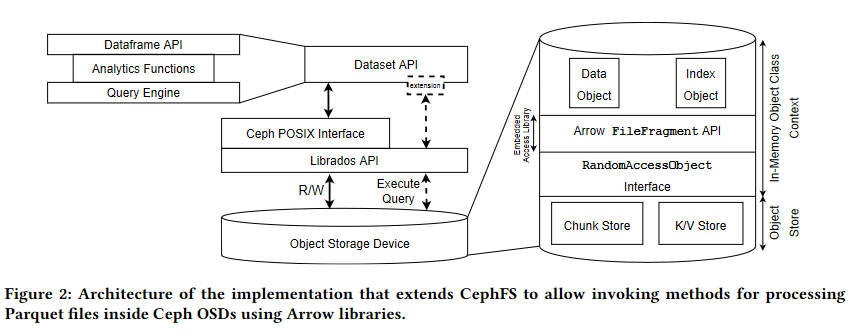 Dataframe API
Analytics Functions
Query Engine
Dataset API
extension
Ceph POSIX Interface
Librados API
R/W
Execute
Query
Object Storage Device
Data
Object
Index
Object
Embedded
Access Library
Arrow FileFragment API
RandomAccessObject
Interface
Chunk Store
K/V Store
In-Memory Object Class
Context
Object
Store
Figure 2: Architecture of the implementation that extends CephFS to allow invoking methods for processing
Parquet files inside Ceph OSDs using Arrow libraries.